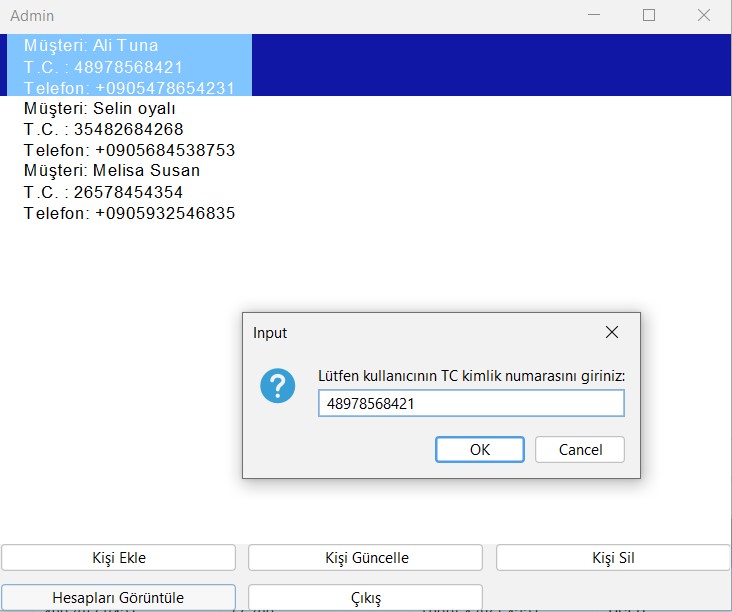 Admin
Müşteri: Ali Tuna
T.C. : 48978568421
Telefon: +0905478654231
Müşteri: Selin oyalı
T.C. : 35482684268
Telefon: +0905684538753
Müşteri: Melisa Susan
T.C. : 26578454354
Telefon: +0905932546835
Input
Lütfen kullanıcının TC kimlik numarasını giriniz:
48978568421
OK Cancel
Kişi Ekle Kişi Güncelle Kişi Sil
Hesapları Görüntüle Çıkış